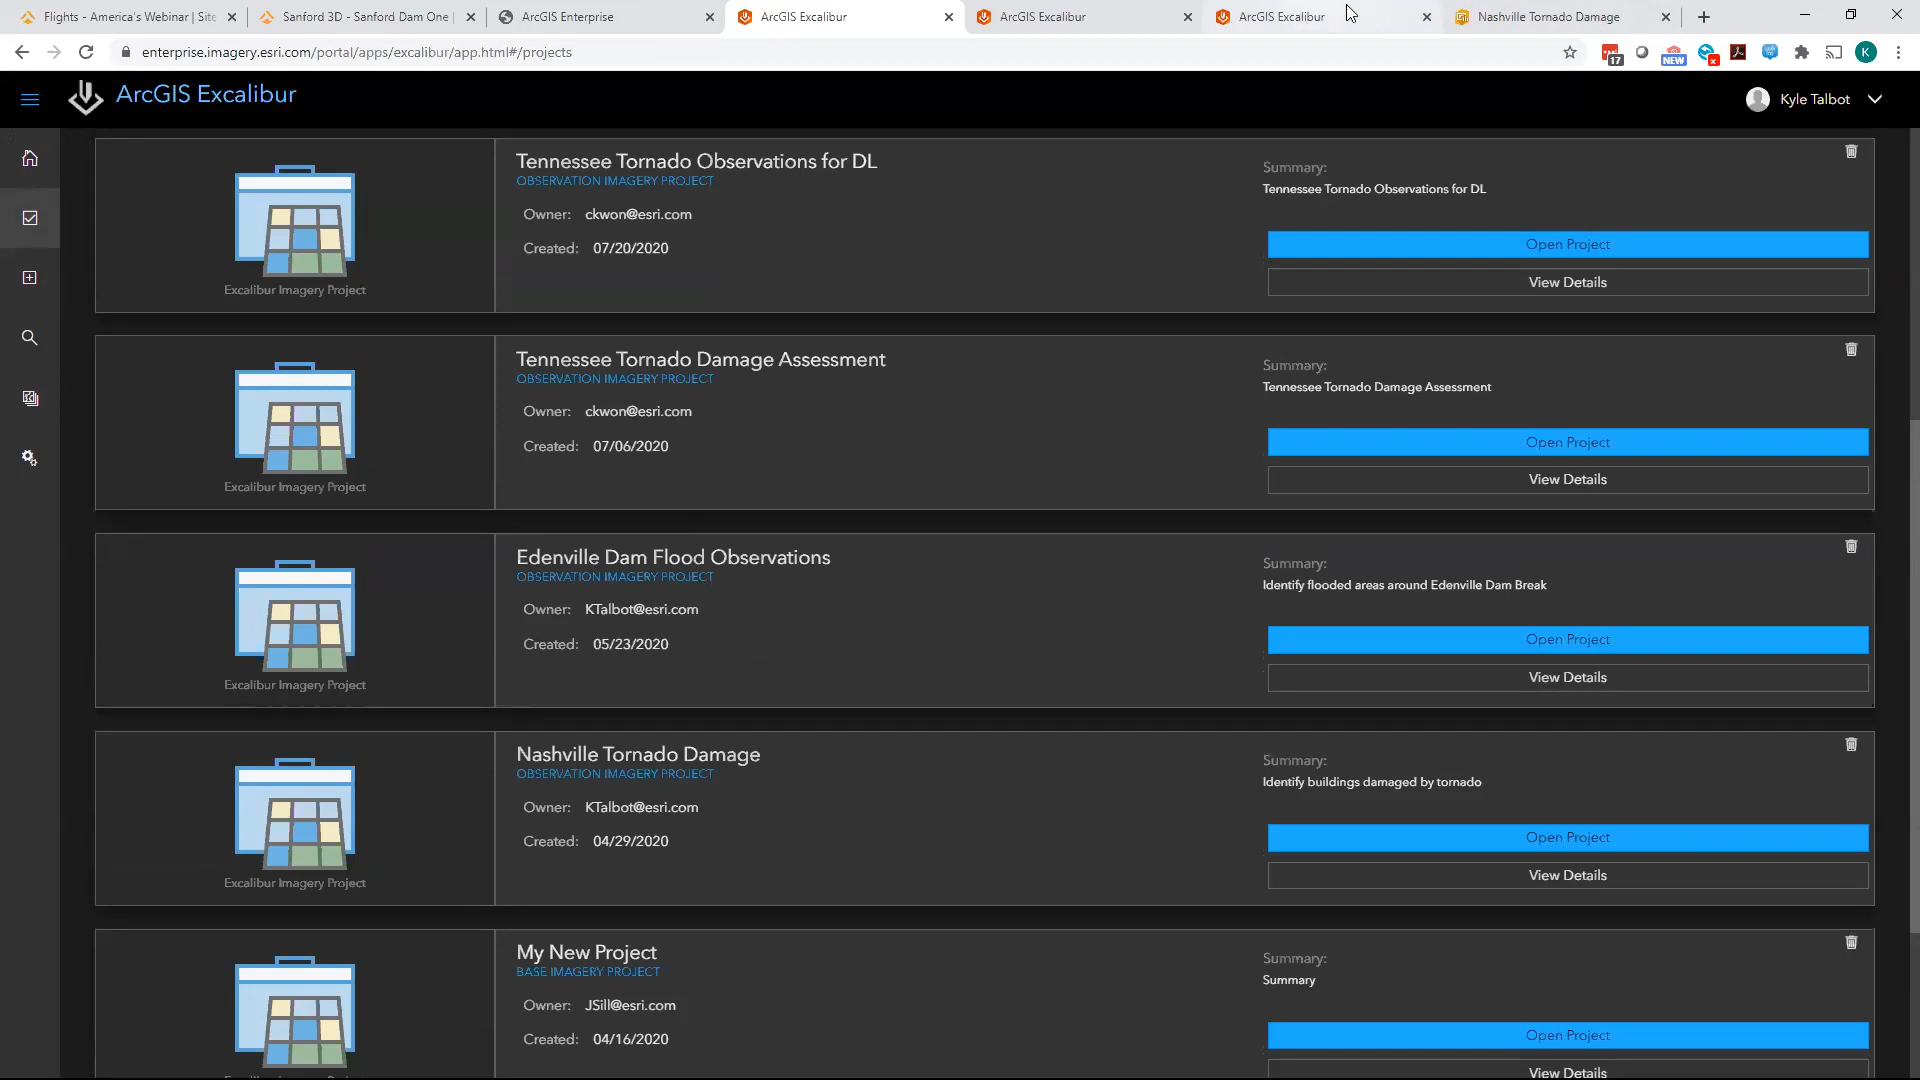 Flights - America's Webinar | Site
Sanford 3D - Sanford Dam One |
ArcGIS Enterprise
ArcGIS Excalibur
ArcGIS Excalibur
ArcGIS Excalibur
Nashville Tornado Damage
enterprise.imagery.esri.com/portal/apps/excalibur/app.html#/projects
17
NEW
K
ArcGIS Excalibur
Kyle Talbot
Tennessee Tornado Observations for DL
OBSERVATION IMAGERY PROJECT
Owner: ckwon@esri.com
Created: 07/20/2020
Excalibur Imagery Project
Summary:
Tennessee Tornado Observations for DL
Open Project
View Details
Tennessee Tornado Damage Assessment
OBSERVATION IMAGERY PROJECT
Owner: ckwon@esri.com
Created: 07/06/2020
Excalibur Imagery Project
Summary:
Tennessee Tornado Damage Assessment
Open Project
View Details
Edenville Dam Flood Observations
OBSERVATION IMAGERY PROJECT
Owner: KTalbot@esri.com
Created: 05/23/2020
Excalibur Imagery Project
Summary:
Identify flooded areas around Edenville Dam Break
Open Project
View Details
Nashville Tornado Damage
OBSERVATION IMAGERY PROJECT
Owner: KTalbot@esri.com
Created: 04/29/2020
Excalibur Imagery Project
Summary:
Identify buildings damaged by tornado
Open Project
View Details
My New Project
BASE IMAGERY PROJECT
Owner: JSill@esri.com
Created: 04/16/2020
Summary:
Summary
Open Project
View Details